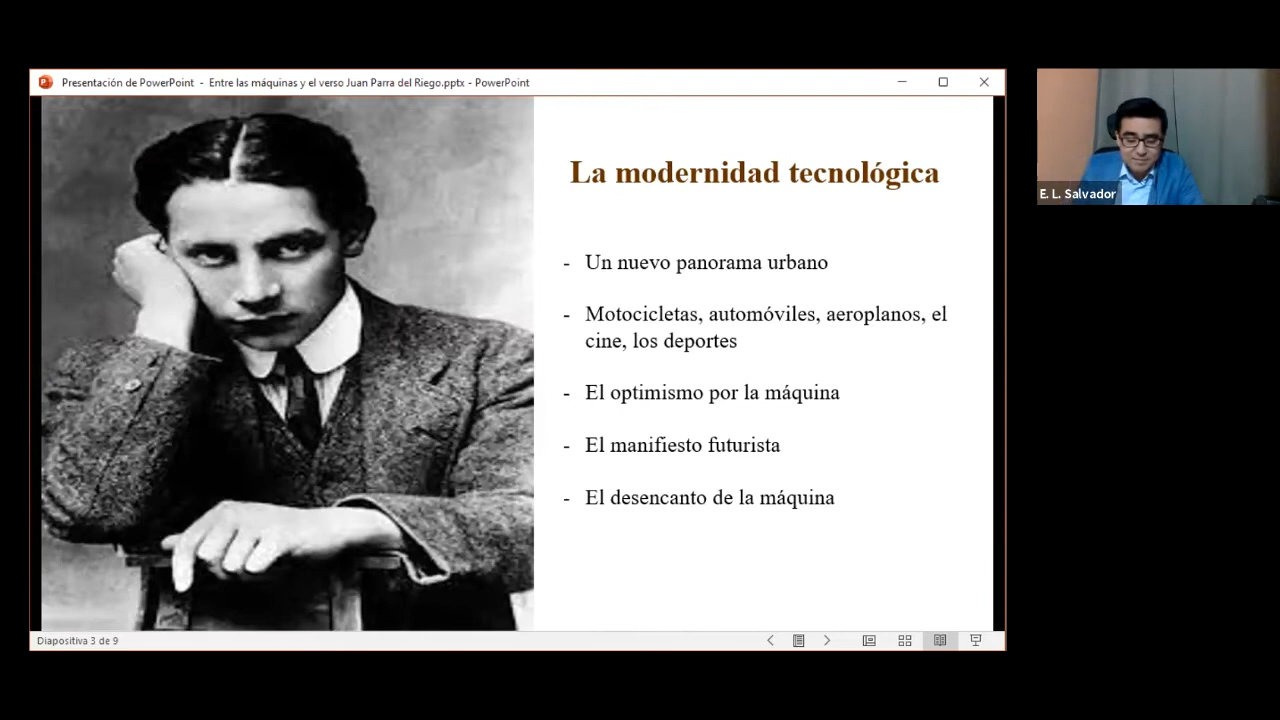 Presentación de PowerPoint - Entre las máquinas y el verso Juan Parra del Riego.pptx - PowerPoint
La modernidad tecnológica
- Un nuevo panorama urbano
- Motocicletas, automóviles, aeroplanos, el
cine, los deportes
- El optimismo por la máquina
- El manifiesto futurista
- El desencanto de la máquina
E. L. Salvador
Diapositiva 3 de 9